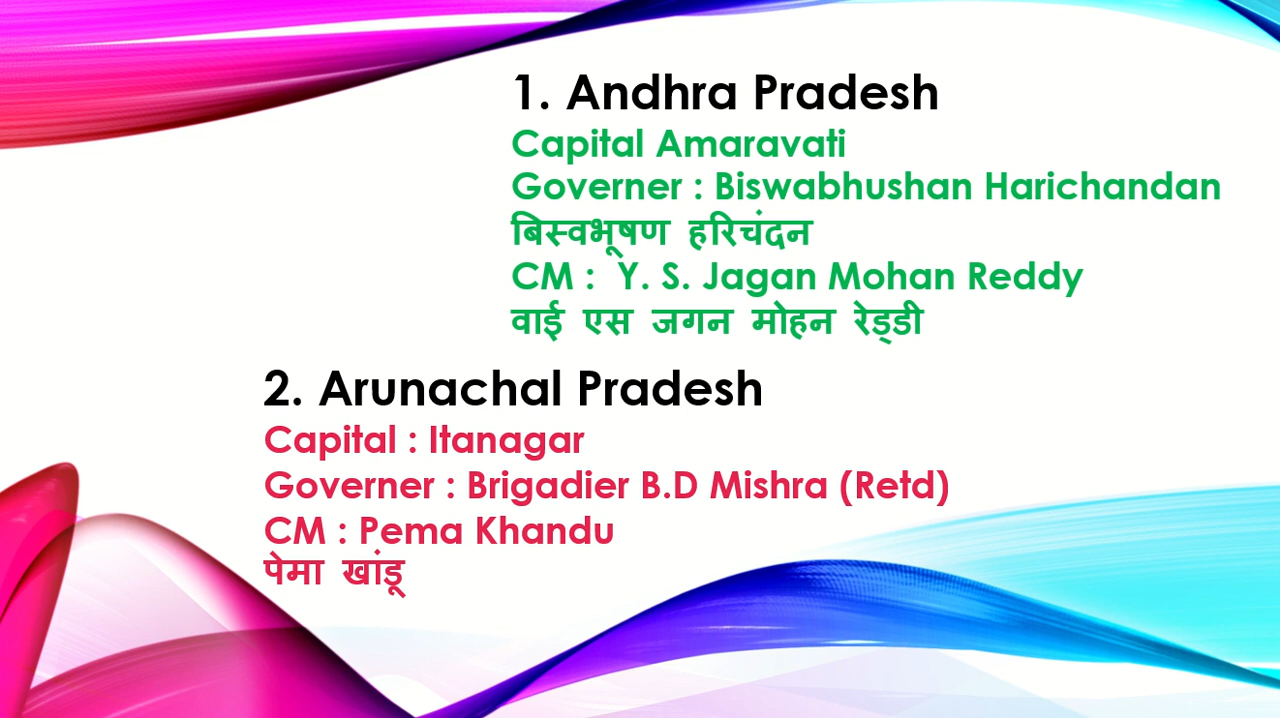 1. Andhra Pradesh
Capital Amaravati
Governer : Biswabhushan Harichandan
बिस्वभूषण हरिचंदन
CM : Y. S. Jagan Mohan Reddy
वाई एस जगन मोहन रेड्डी
2. Arunachal Pradesh
Capital : Itanagar
Governer : Brigadier B.D Mishra (Retd)
CM : Pema Khandu
पेमा खांडू